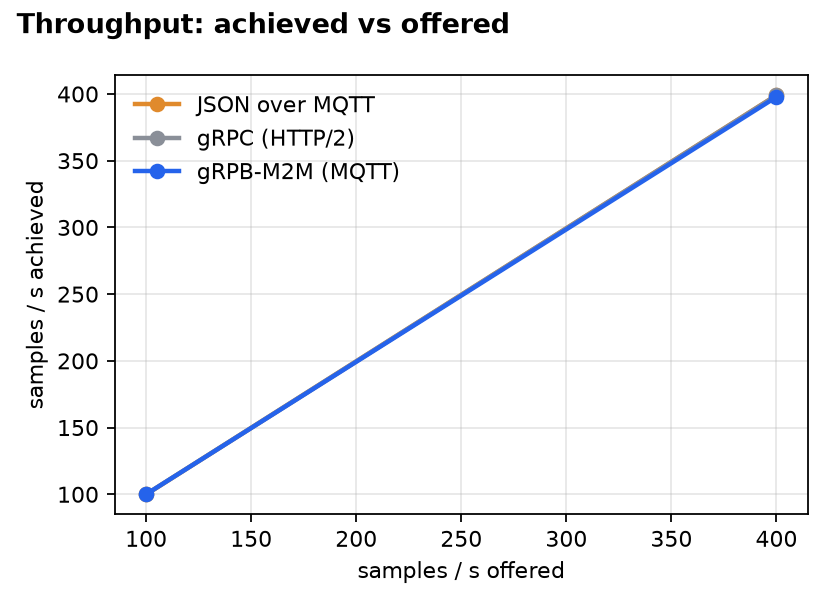 Throughput: achieved vs offered
JSON over MQTT
gRPC (HTTP/2)
gRPB-M2M (MQTT)
samples / s achieved
400
350
300
250
200
150
100
100 150 200 250 300 350 400
samples / s offered